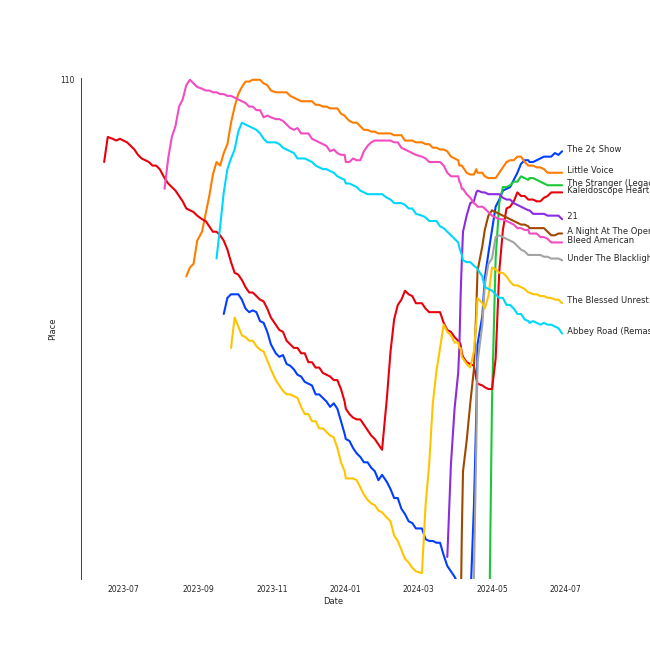 110
The 2¢ Show
Little Voice
The Stranger (Legac
Kaleidoscope Heart
21
A Night At The Oper
Bleed American
Under The Blackligh
The Blessed Unrest
Abbey Road (Remas
Place
2023-07 2023-09 2023-11 2024-01 2024-03 2024-05 2024-07
Date